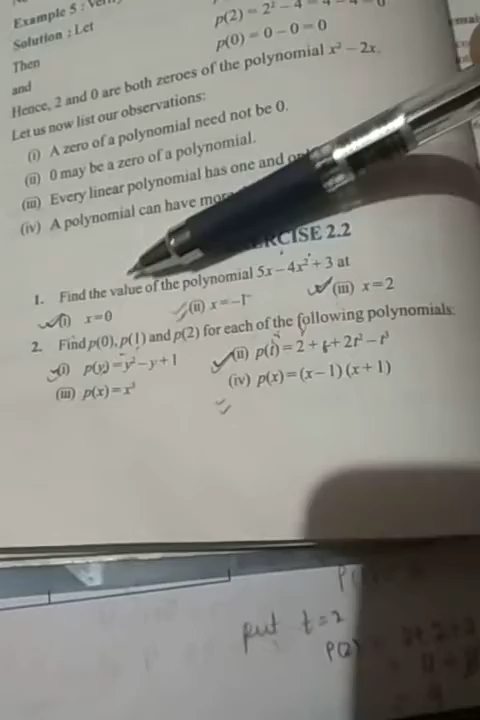 Example 5 :
Solution : Let
p(2) = 2² – 4 = 4 – 4 = 0
Then
p(0) = 0 – 0 = 0
and
Hence, 2 and 0 are both zeroes of the polynomial x² – 2x.
Let us now list our observations:
(i) A zero of a polynomial need not be 0.
(ii) 0 may be a zero of a polynomial.
(iii) Every linear polynomial has one and
(iv) A polynomial can have
2.2
1. Find the value of the polynomial 5x – 4x² + 3 at
(i) x = 0 (ii) x = –1 (iii) x = 2
2. Find p(0), p(1) and p(2) for each of the following polynomials:
(i) p(y) = y² – y + 1 (ii) p(t) = 2 + t + 2t² – t³
(iii) p(x) = x³ (iv) p(x) = (x – 1) (x + 1)
put t = 2
P(2)